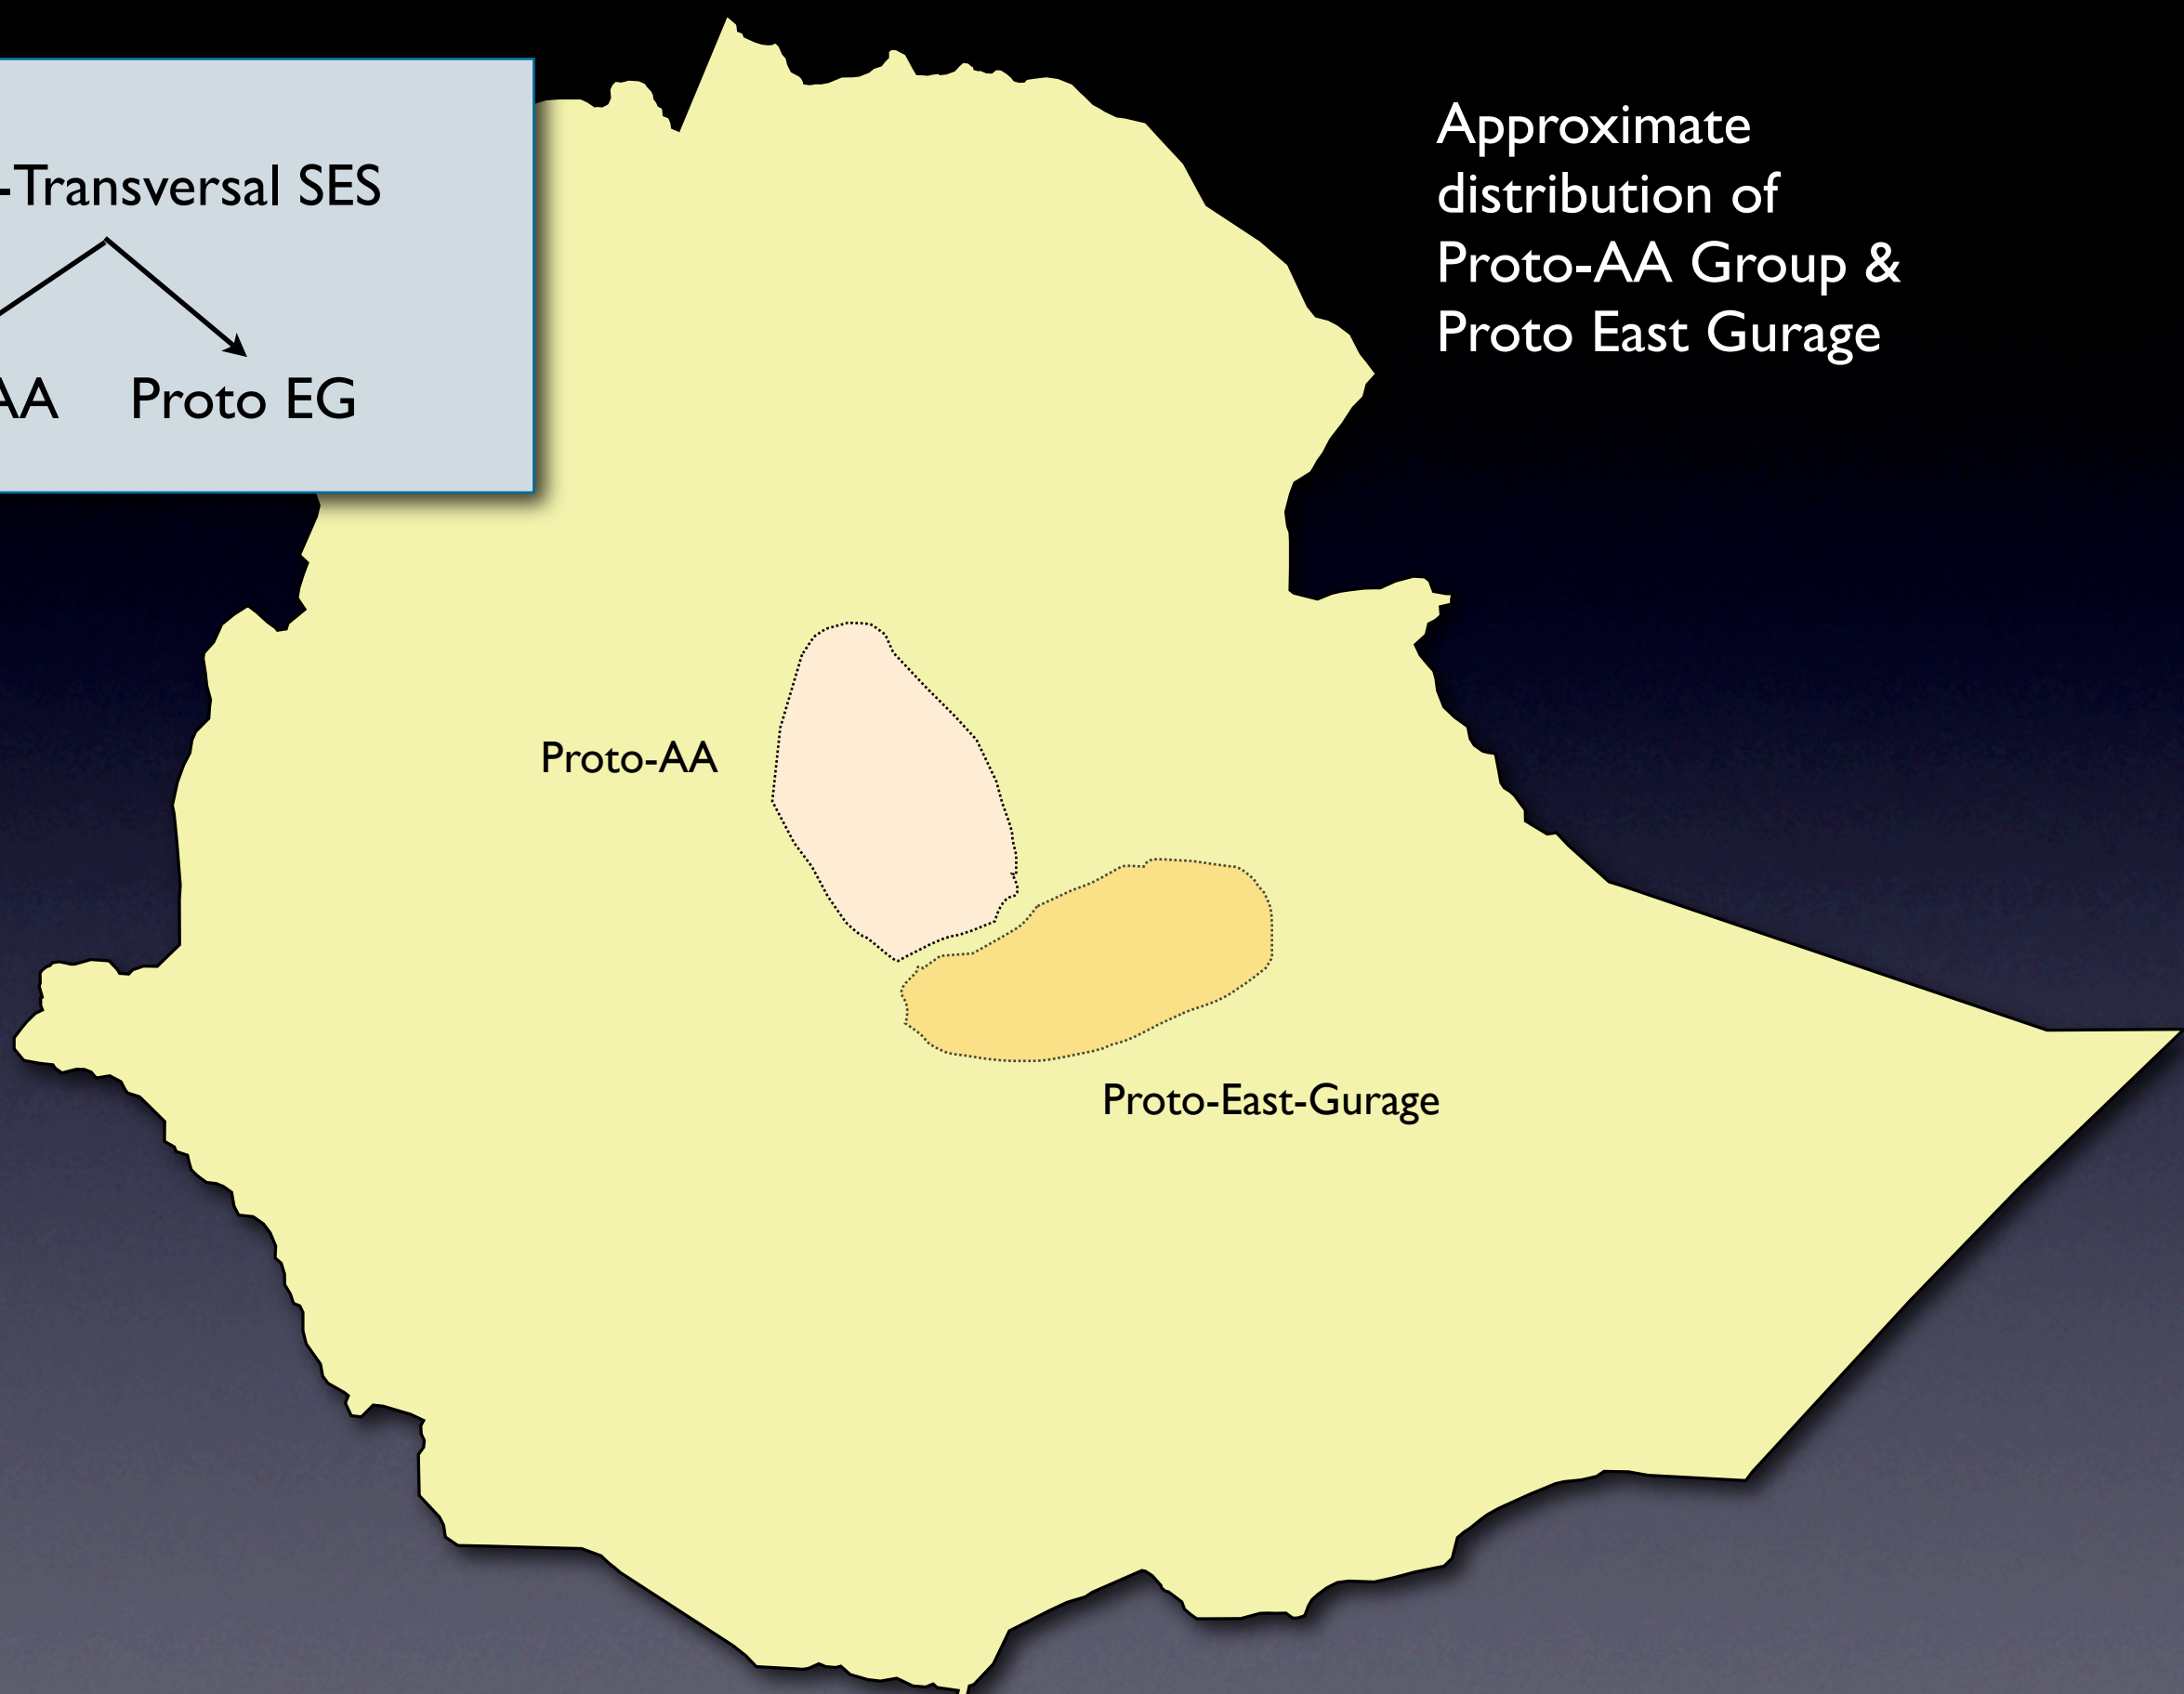 -Transversal SES
AA Proto EG
Approximate
distribution of
Proto-AA Group &
Proto East Gurage
Proto-AA
Proto-East-Gurage